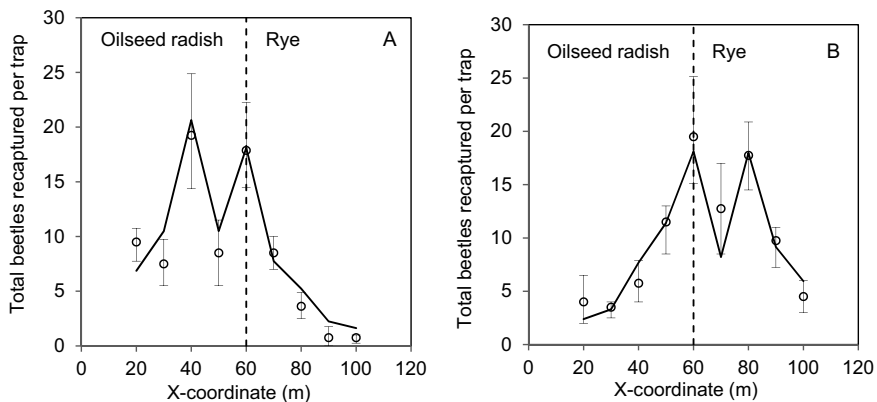 Total beetles recaptured per trap
30
25
20
15
10
5
0
Oilseed radish
Rye
A
0 20 40 60 80 100 120
X-coordinate (m)
Total beetles recaptured per trap
30
25
20
15
10
5
0
Oilseed radish
Rye
B
0 20 40 60 80 100 120
X-coordinate (m)